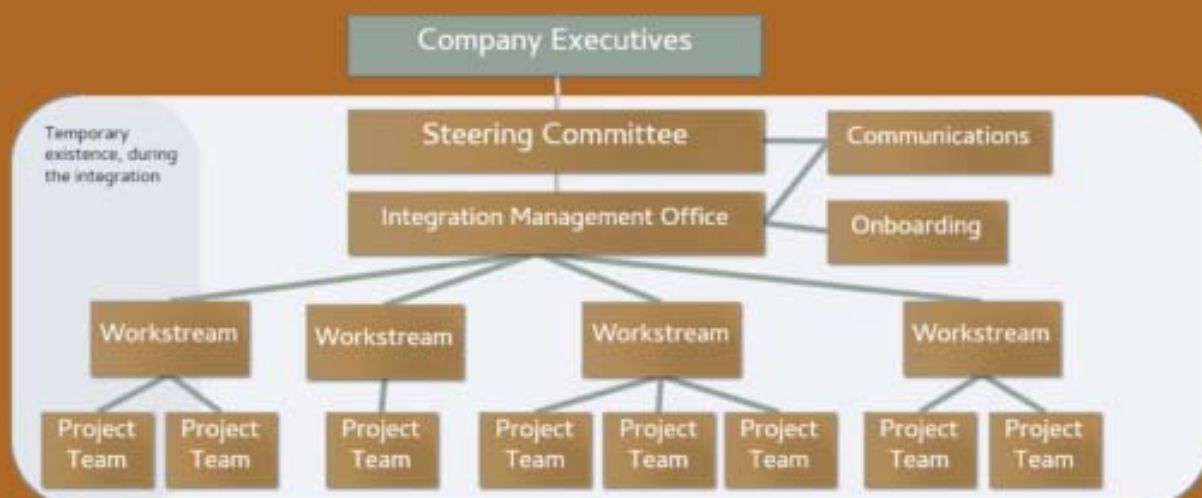 Company Executives
Temporary
existence, during
the integration
Steering Committee
Communications
Integration Management Office
Onboarding
Workstream
Workstream
Workstream
Workstream
Project
Team
Project
Team
Project
Team
Project
Team
Project
Team
Project
Team
Project
Team
Project
Team